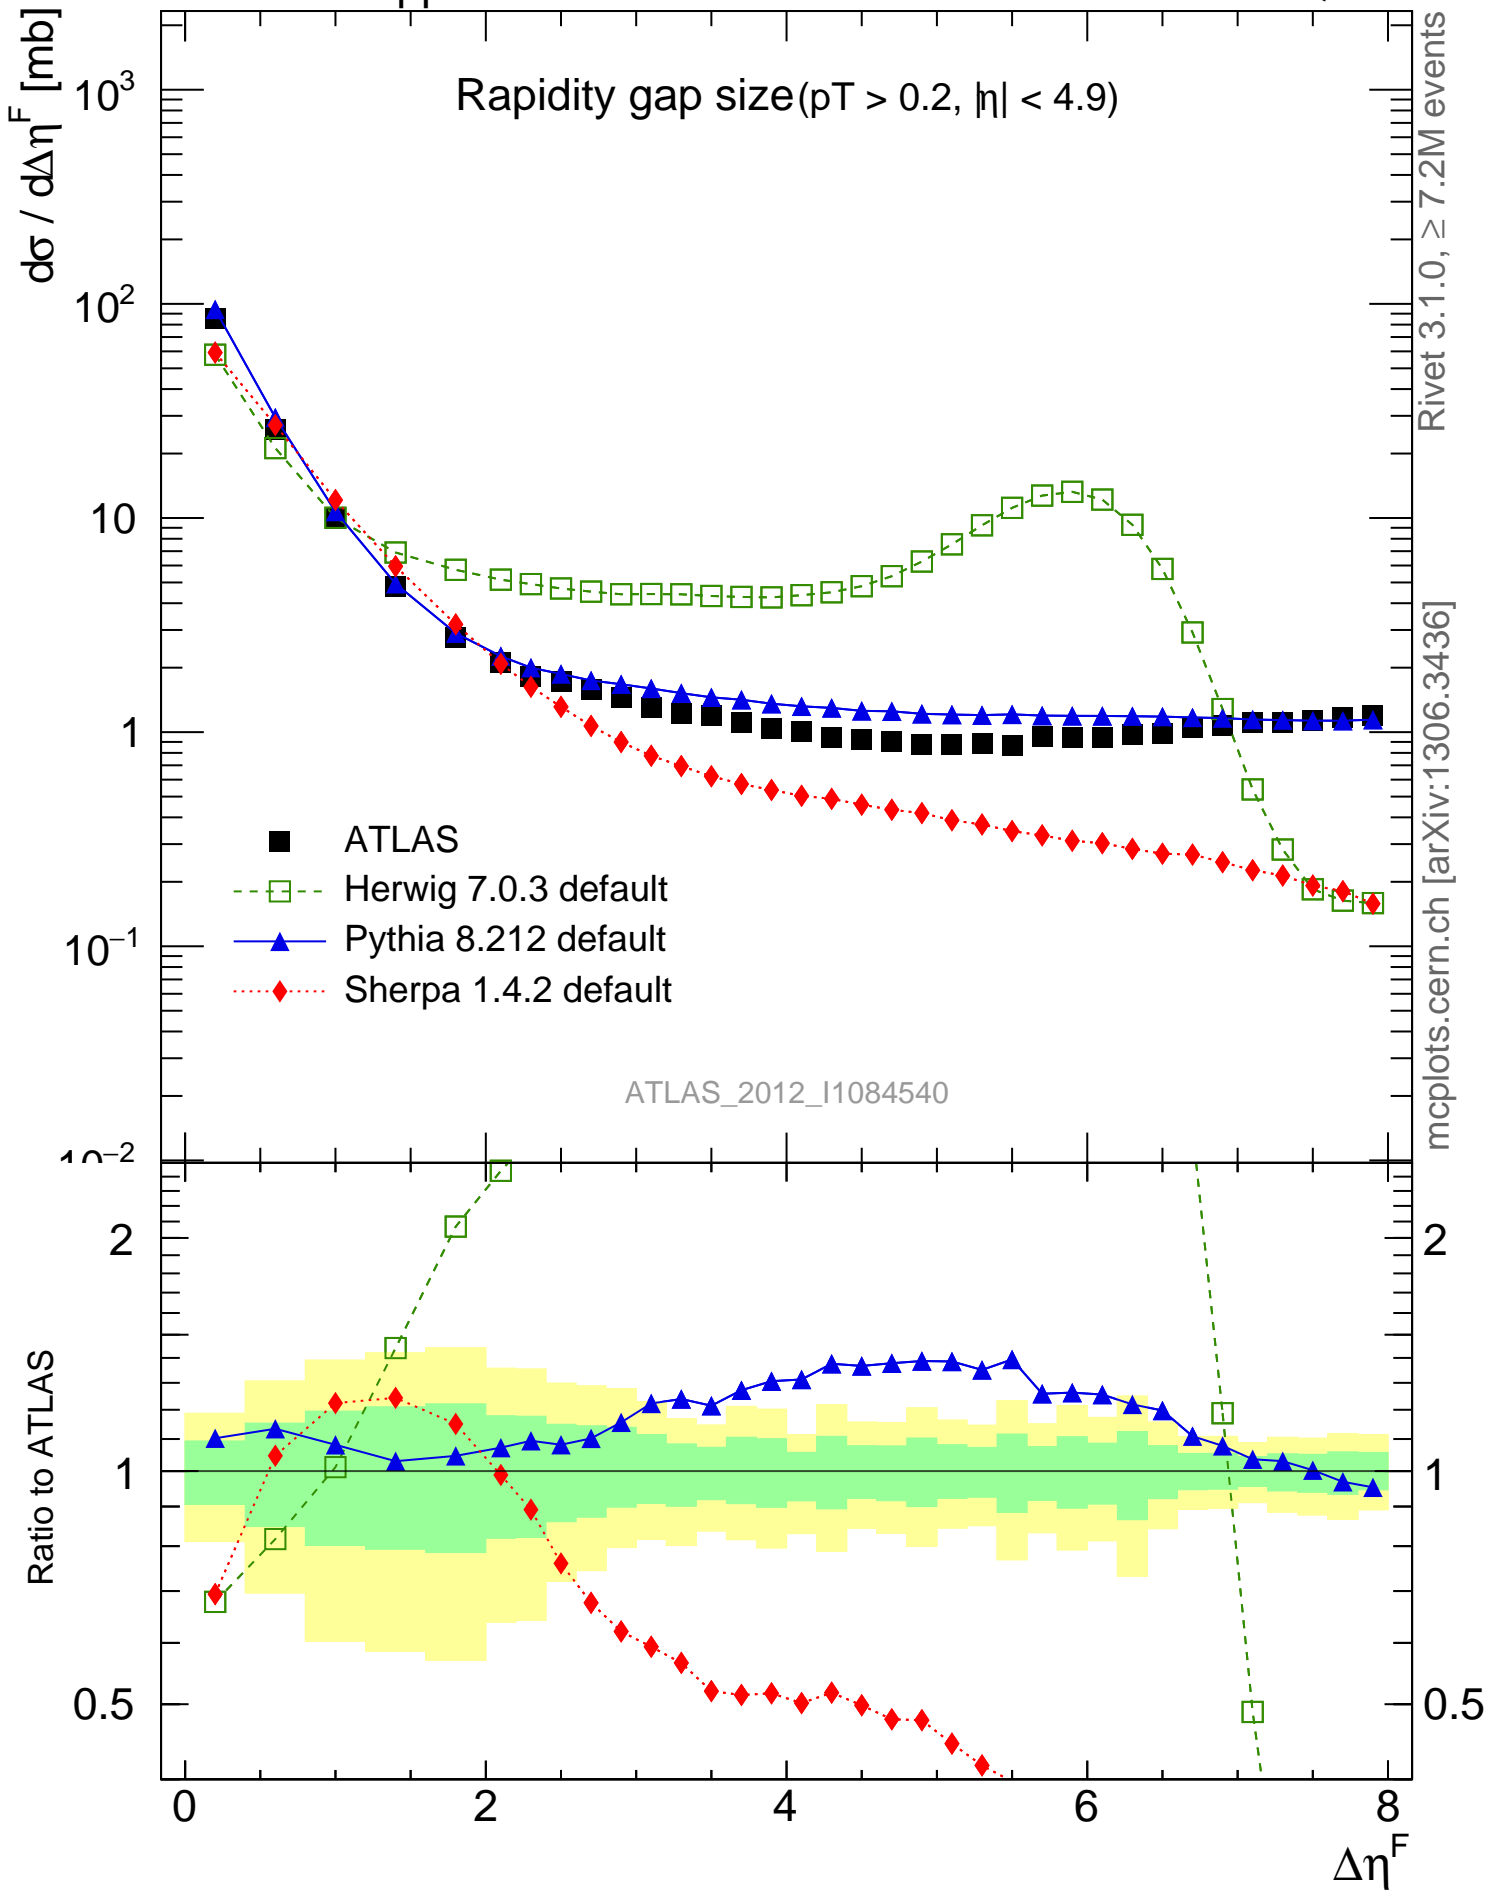 dσ / dΔη^F [mb]
Rapidity gap size(pT > 0.2, |η| < 4.9)
10^3
10^2
10
1
10^−1
10^−2
ATLAS
Herwig 7.0.3 default
Pythia 8.212 default
Sherpa 1.4.2 default
ATLAS_2012_I1084540
Rivet 3.1.0, ≥ 7.2M events
mcplots.cern.ch [arXiv:1306.3436]
Ratio to ATLAS
2
1
0.5
2
1
0.5
0 2 4 6 8
Δη^F